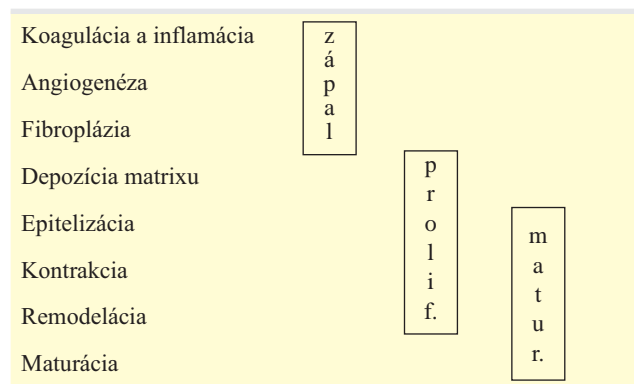 Koagulácia a inflamácia
Angiogenéza
Fibroplázia
Depozícia matrixu
Epitelizácia
Kontrakcia
Remodelácia
Maturácia
zápal
prolif.
matur.